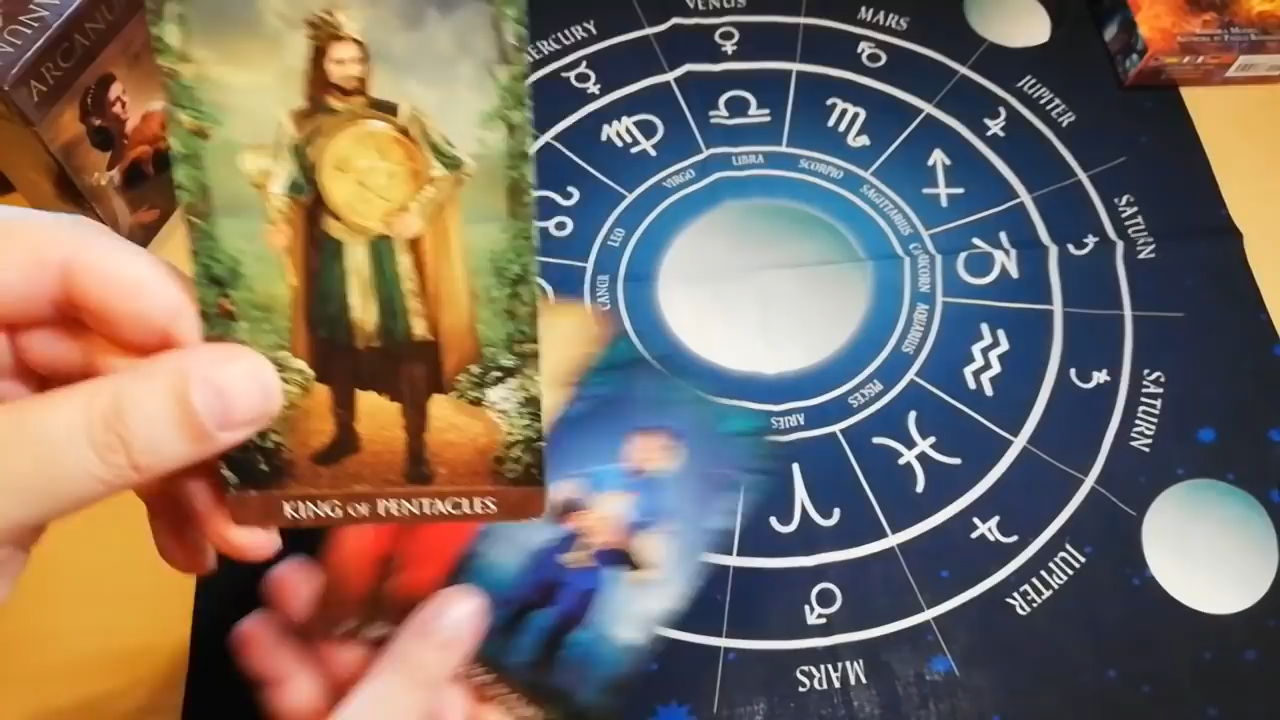 ARCANU
VENUS
MERCURY
MARS
JUPITER
SATURN
SATURN
JUPITER
MARS
LIBRA
SCORPIO
VIRGO
SAGITTARIUS
LEO
CAPRICORN
CANCER
AQUARIUS
PISCES
ARIES
KING OF PENTACLES